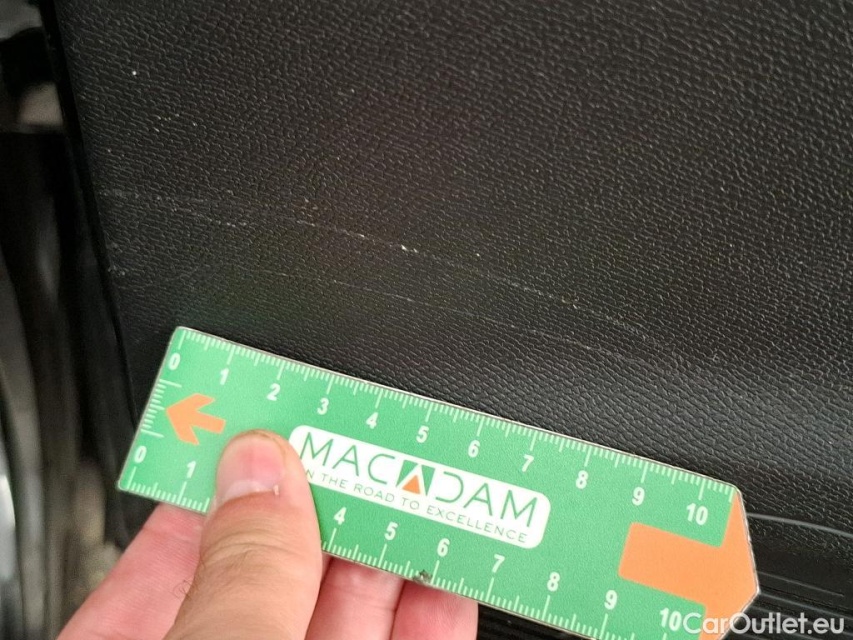 0 1 2 3 4 5 6 7 8 9 10
MACADAM
N THE ROAD TO EXCELLENCE
0 1 4 5 6 7 8 9 10
CarOutlet.eu